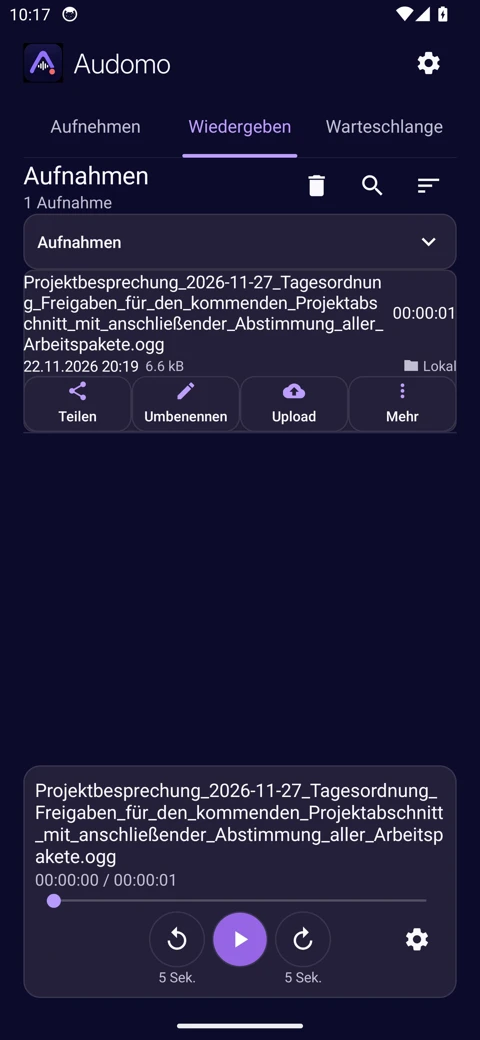 10:17
Audomo
Aufnehmen
Wiedergeben
Warteschlange
Aufnahmen
1 Aufnahme
Aufnahmen
Projektbesprechung_2026-11-27_Tagesordnun
g_Freigaben_für_den_kommenden_Projektabs
chnitt_mit_anschließender_Abstimmung_aller_
Arbeitspakete.ogg
00:00:01
22.11.2026 20:19 6.6 kB
Lokal
Teilen
Umbenennen
Upload
Mehr
Projektbesprechung_2026-11-27_Tagesordnung_
Freigaben_für_den_kommenden_Projektabschnitt
_mit_anschließender_Abstimmung_aller_Arbeitsp
akete.ogg
00:00:00 / 00:00:01
5 Sek.
5 Sek.